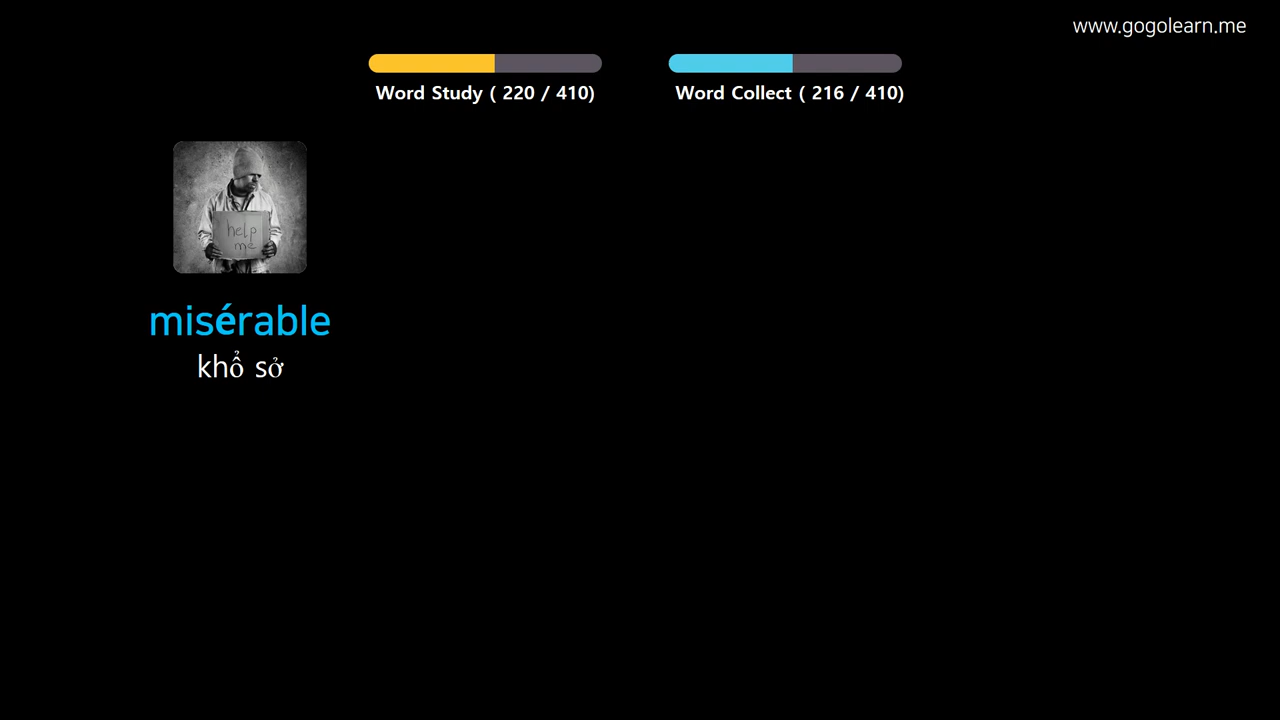 www.gogolearn.me
Word Study ( 220 / 410)
Word Collect ( 216 / 410)
help
me
misérable
khổ sở